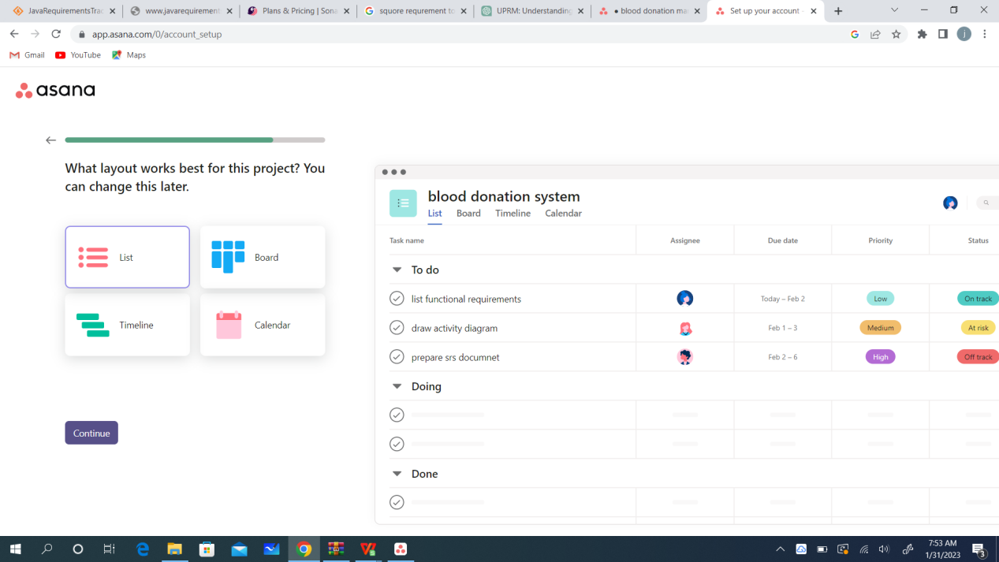 JavaRequirementsTrac
www.javarequirement
Plans & Pricing | Sona
squore requrement to
UPRM: Understanding
● blood donation ma
Set up your account -
app.asana.com/0/account_setup
j
Gmail
YouTube
Maps
asana
What layout works best for this project? You
can change this later.
List
Board
Timeline
Calendar
Continue
blood donation system
List Board Timeline Calendar
Task name Assignee Due date Priority Status
To do
list functional requirements Today – Feb 2 Low On track
draw activity diagram Feb 1 – 3 Medium At risk
prepare srs documnet Feb 2 – 6 High Off track
Doing
Done
7:53 AM
1/31/2023
3